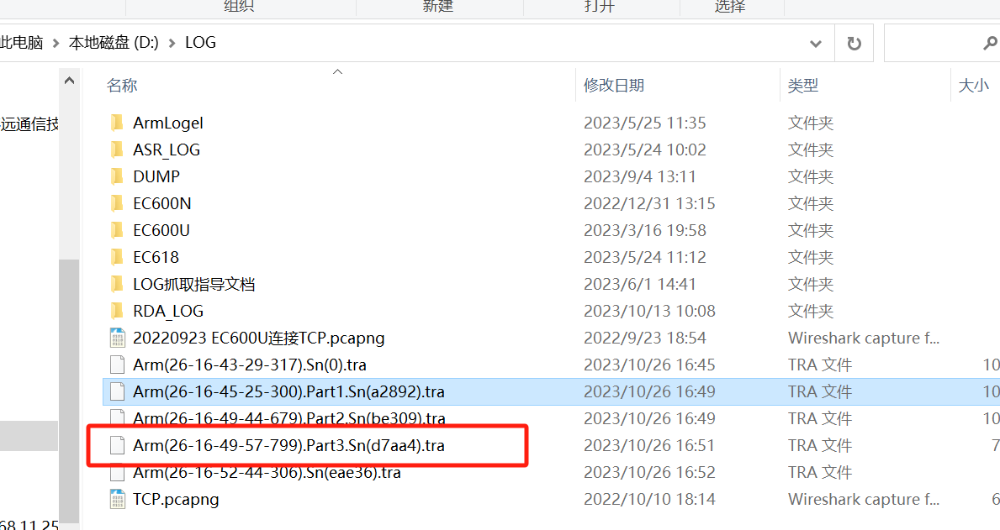 组织 新建 打开 选择
此电脑 > 本地磁盘 (D:) > LOG
名称 修改日期 类型 大小
远通信技
ArmLogel 2023/5/25 11:35 文件夹
ASR_LOG 2023/5/24 10:02 文件夹
DUMP 2023/9/4 13:11 文件夹
EC600N 2022/12/31 13:15 文件夹
EC600U 2023/3/16 19:58 文件夹
EC618 2023/5/24 11:12 文件夹
LOG抓取指导文档 2023/6/1 14:41 文件夹
RDA_LOG 2023/10/13 10:08 文件夹
20220923 EC600U连接TCP.pcapng 2022/9/23 18:54 Wireshark capture f...
Arm(26-16-43-29-317).Sn(0).tra 2023/10/26 16:45 TRA 文件 10
Arm(26-16-45-25-300).Part1.Sn(a2892).tra 2023/10/26 16:49 TRA 文件 10
Arm(26-16-49-44-679).Part2.Sn(be309).tra 2023/10/26 16:49 TRA 文件 10
Arm(26-16-49-57-799).Part3.Sn(d7aa4).tra 2023/10/26 16:51 TRA 文件 7
Arm(26-16-52-44-306).Sn(eae36).tra 2023/10/26 16:52 TRA 文件
TCP.pcapng 2022/10/10 18:14 Wireshark capture f... 6
68.11.25